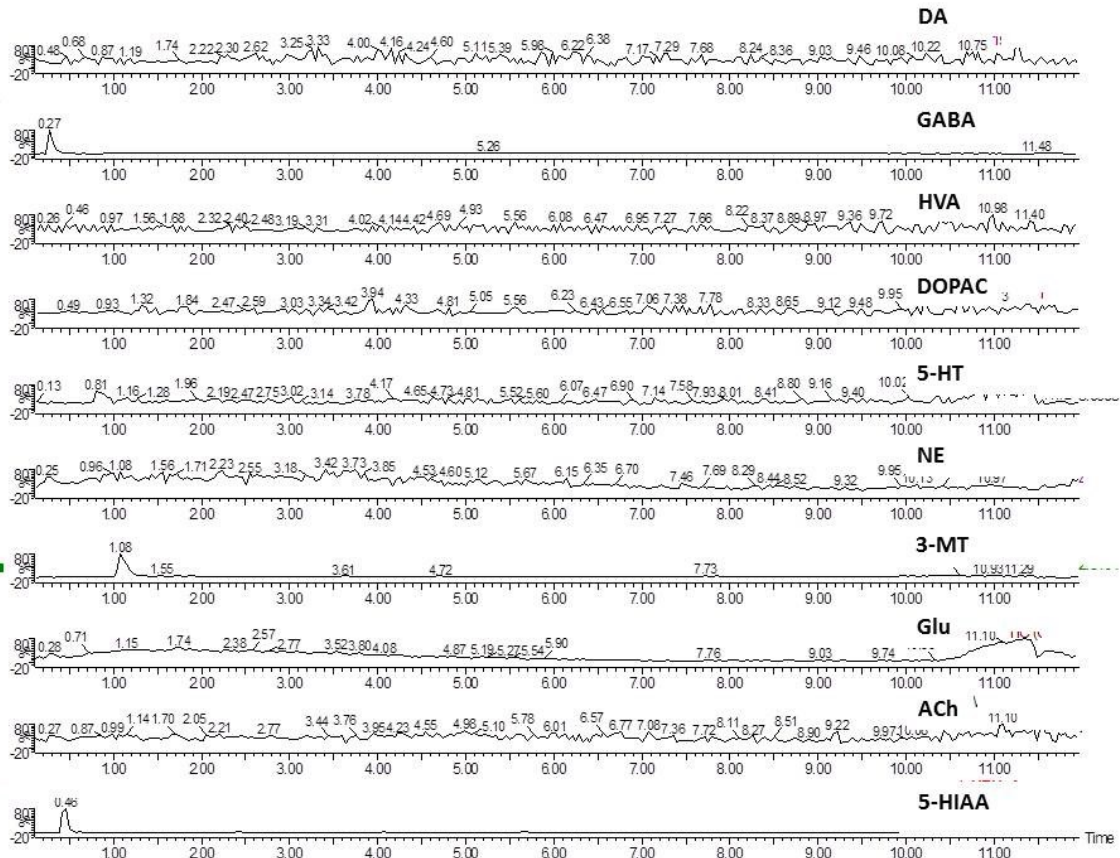 DA
0.48 0.68 0.87 1.19 1.74 2.22 2.30 2.62 3.25 3.33 4.00 4.16 4.24 4.60 5.11 5.39 5.98 6.22 6.38 7.17 7.29 7.68 8.24 8.36 9.03 9.46 10.08 10.22 10.75
80
%
-20
1.00 2.00 3.00 4.00 5.00 6.00 7.00 8.00 9.00 10.00 11.00
GABA
0.27 5.26 11.48
80
%
-20
1.00 2.00 3.00 4.00 5.00 6.00 7.00 8.00 9.00 10.00 11.00
HVA
0.26 0.46 0.97 1.56 1.68 2.32 2.40 2.48 3.19 3.31 4.02 4.14 4.42 4.69 4.93 5.56 6.08 6.47 6.95 7.27 7.66 8.22 8.37 8.89 8.97 9.36 9.72 10.98 11.40
80
%
-20
1.00 2.00 3.00 4.00 5.00 6.00 7.00 8.00 9.00 10.00 11.00
DOPAC
0.49 0.93 1.32 1.84 2.47 2.59 3.03 3.34 3.42 3.94 4.33 4.81 5.05 5.56 6.23 6.43 6.55 7.06 7.38 7.78 8.33 8.65 9.12 9.48 9.95
80
%
-20
1.00 2.00 3.00 4.00 5.00 6.00 7.00 8.00 9.00 10.00 11.00
5-HT
0.13 0.81 1.16 1.28 1.96 2.19 2.47 2.75 3.02 3.14 3.78 4.17 4.65 4.73 4.81 5.52 5.60 6.07 6.47 6.90 7.14 7.58 7.93 8.01 8.41 8.80 9.16 9.40 10.02
80
%
-20
1.00 2.00 3.00 4.00 5.00 6.00 7.00 8.00 9.00 10.00 11.00
NE
0.25 0.96 1.08 1.56 1.71 2.23 2.55 3.18 3.42 3.73 3.85 4.53 4.60 5.12 5.67 6.15 6.35 6.70 7.46 7.69 8.29 8.44 8.52 9.32 9.95 10.13 10.97
80
%
-20
1.00 2.00 3.00 4.00 5.00 6.00 7.00 8.00 9.00 10.00 11.00
3-MT
1.08 1.55 3.61 4.72 7.73 10.93 11.29
80
%
-20
1.00 2.00 3.00 4.00 5.00 6.00 7.00 8.00 9.00 10.00 11.00
Glu
0.28 0.71 1.15 1.74 2.38 2.57 2.77 3.52 3.80 4.08 4.87 5.19 5.27 5.54 5.90 7.76 9.03 9.74 11.10
80
%
-20
1.00 2.00 3.00 4.00 5.00 6.00 7.00 8.00 9.00 10.00 11.00
ACh
0.27 0.87 0.99 1.14 1.70 2.05 2.21 2.77 3.44 3.76 3.95 4.23 4.55 4.98 5.10 5.78 6.01 6.57 6.77 7.08 7.36 7.72 8.11 8.27 8.51 8.90 9.22 9.97 11.10
80
%
-20
1.00 2.00 3.00 4.00 5.00 6.00 7.00 8.00 9.00 10.00 11.00
5-HIAA
0.46
80
%
-20
1.00 2.00 3.00 4.00 5.00 6.00 7.00 8.00 9.00 10.00 11.00
Time